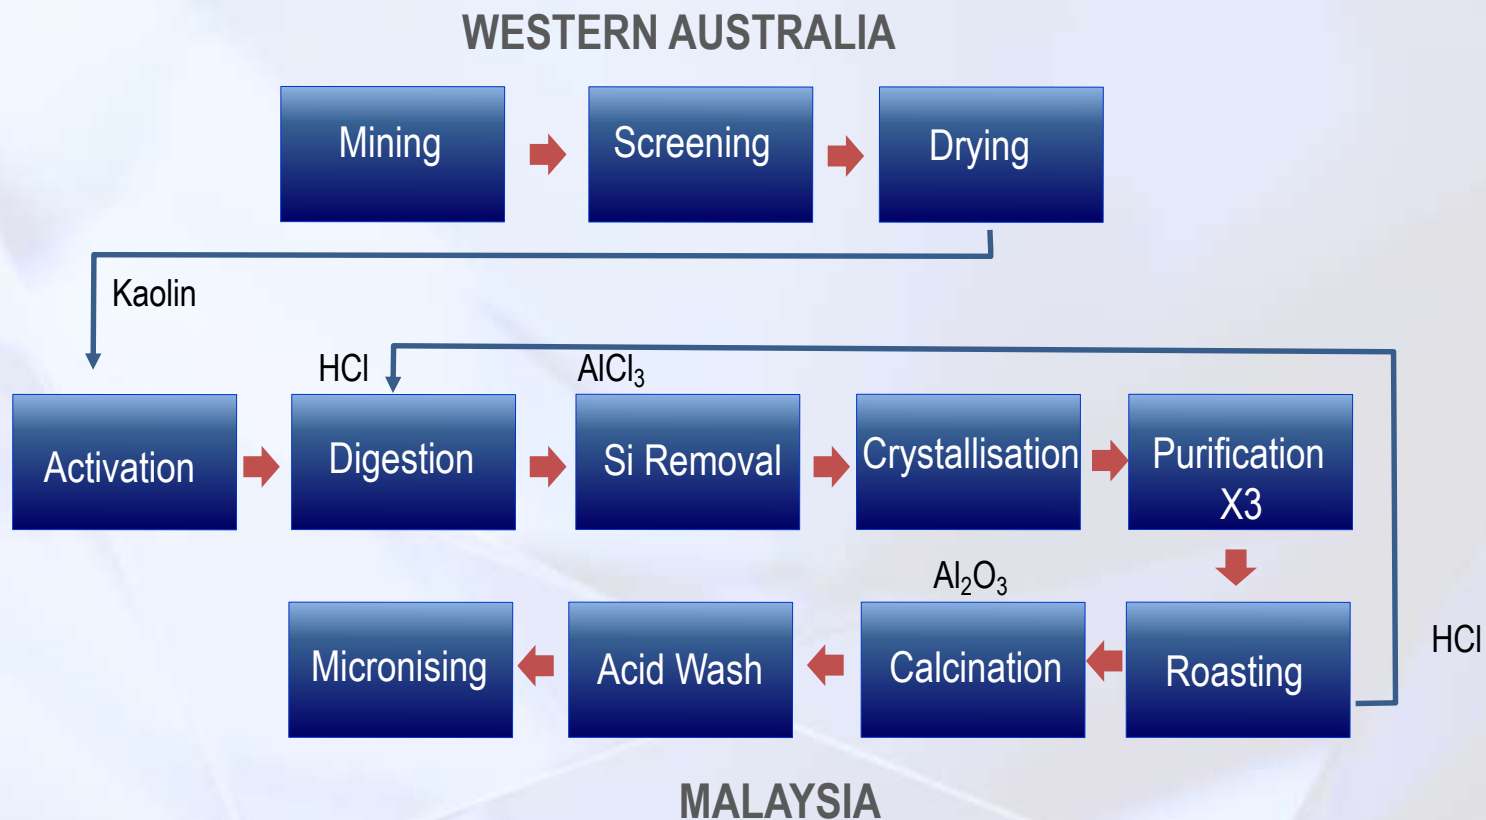 WESTERN AUSTRALIA
Mining
Screening
Drying
Kaolin
HCl
AlCl₃
Activation
Digestion
Si Removal
Crystallisation
Purification
X3
Al₂O₃
HCl
Micronising
Acid Wash
Calcination
Roasting
MALAYSIA